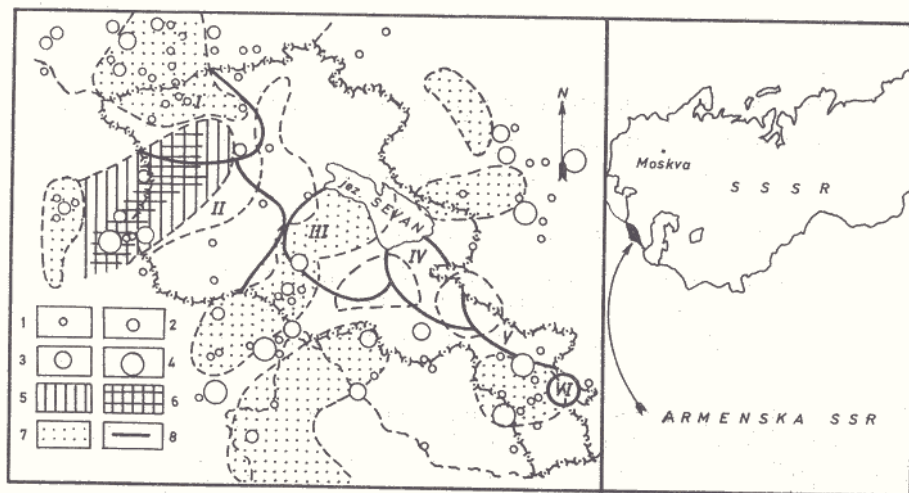 I
II
III
jez. SEVAN
IV
V
VI
N
1 2
3 4
5 6
7 8
Moskva
S S S R
ARMENSKA SSR